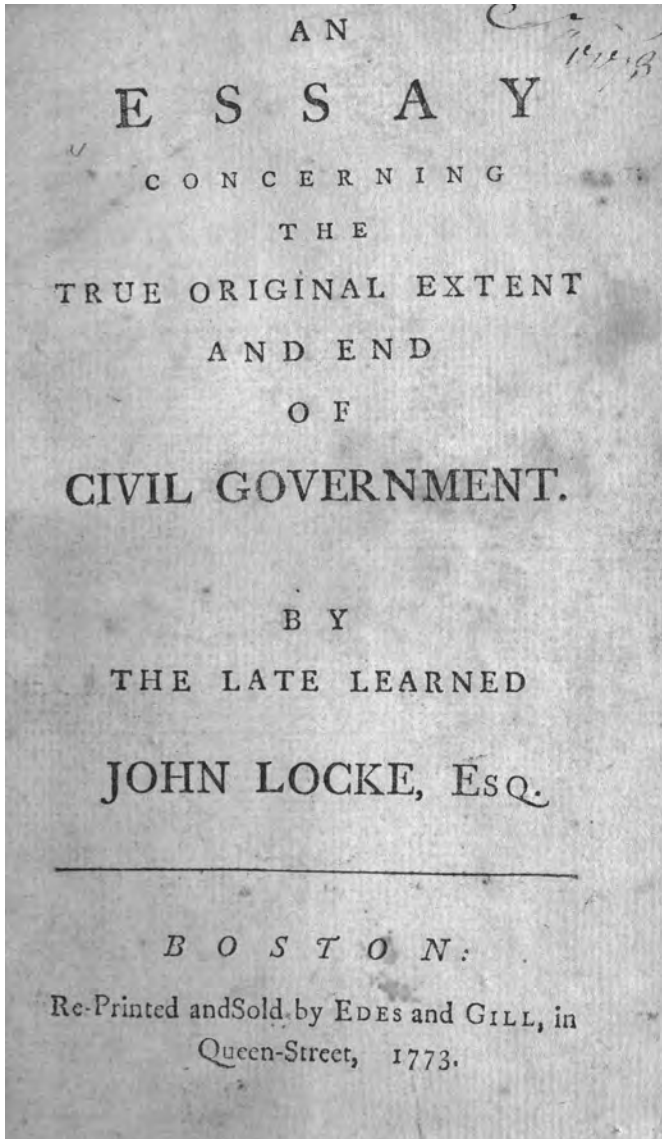 AN
ESSAY
CONCERNING
THE
TRUE ORIGINAL EXTENT
AND END
OF
CIVIL GOVERNMENT.
BY
THE LATE LEARNED
JOHN LOCKE, Esq.
BOSTON:
Re-Printed andSold by EDES and GILL, in
Queen-Street, 1773.